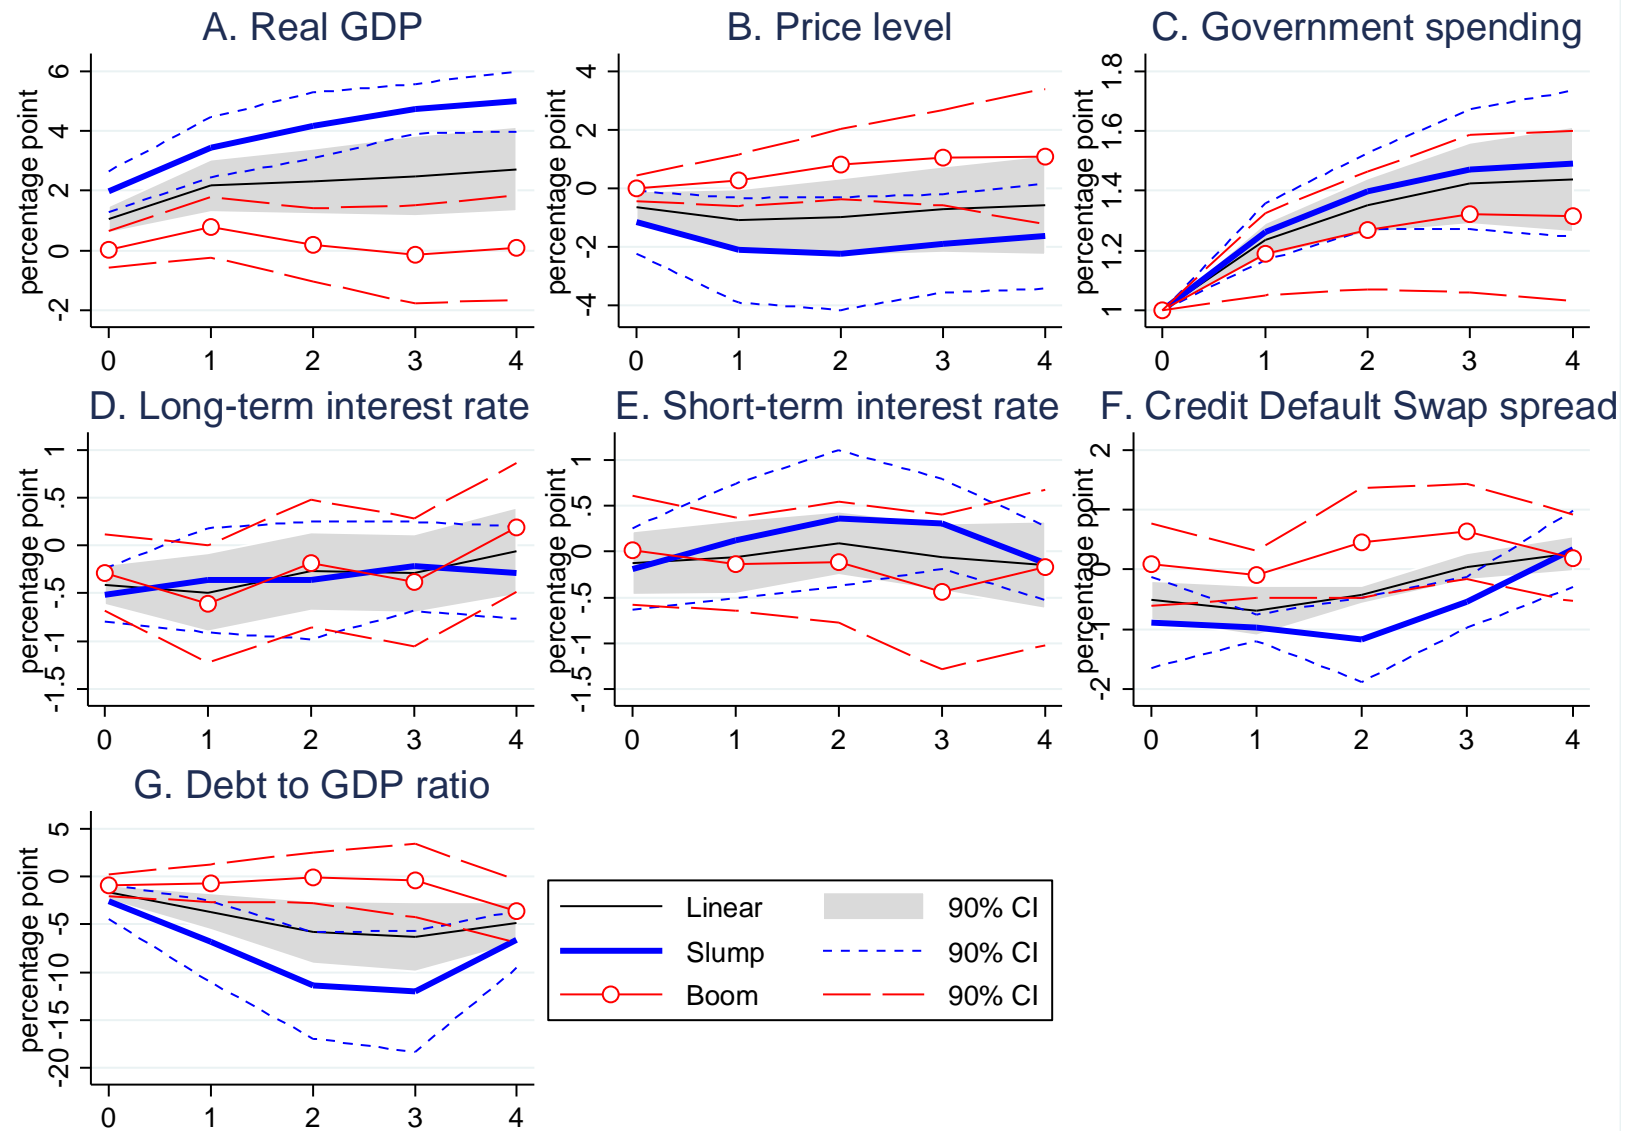 A. Real GDP
percentage point
6
4
2
0
-2
0 1 2 3 4
B. Price level
percentage point
4
2
0
-2
-4
0 1 2 3 4
C. Government spending
percentage point
1.8
1.6
1.4
1.2
1
0 1 2 3 4
D. Long-term interest rate
percentage point
1
.5
0
-.5
-1
-1.5
0 1 2 3 4
E. Short-term interest rate
percentage point
1
.5
0
-.5
-1
-1.5
0 1 2 3 4
F. Credit Default Swap spread
percentage point
2
1
0
-1
-2
0 1 2 3 4
G. Debt to GDP ratio
percentage point
5
0
-5
-10
-15
-20
0 1 2 3 4
Linear 90% CI
Slump 90% CI
Boom 90% CI